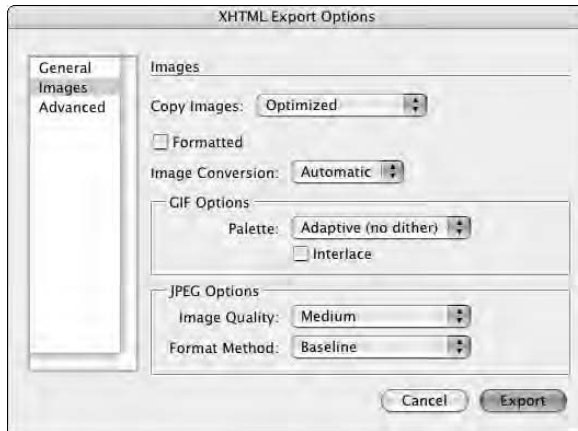 XHTML Export Options
General
Images
Advanced
Images
Copy Images: Optimized
Formatted
Image Conversion: Automatic
GIF Options
Palette: Adaptive (no dither)
Interlace
JPEG Options
Image Quality: Medium
Format Method: Baseline
Cancel
Export